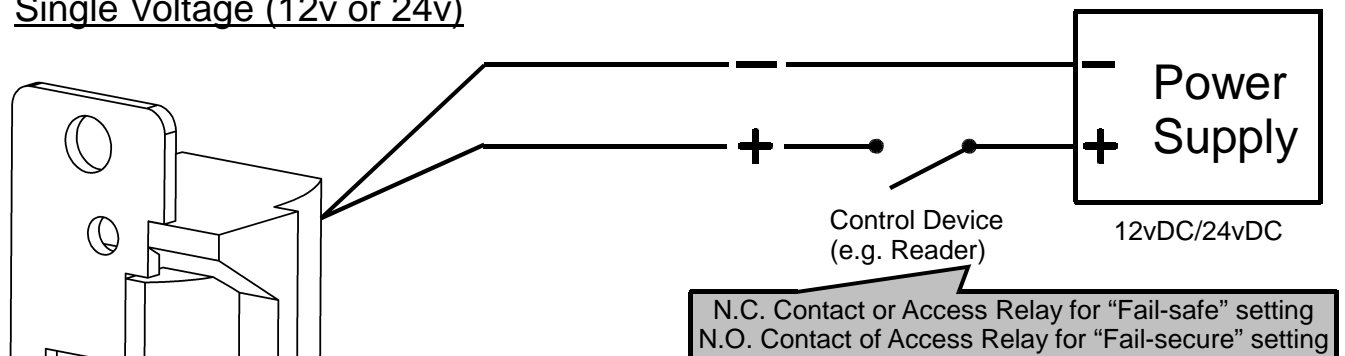 Single Voltage (12v or 24v)
Power
Supply
Control Device
(e.g. Reader)
12vDC/24vDC
N.C. Contact or Access Relay for “Fail-safe” setting
N.O. Contact of Access Relay for “Fail-secure” setting